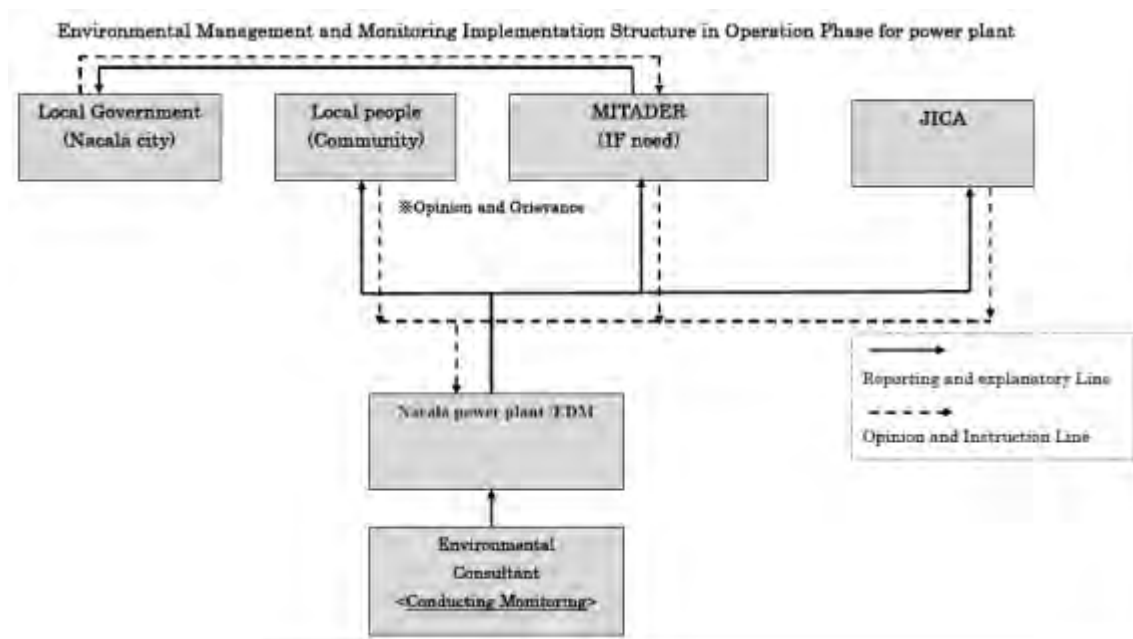 Environmental Management and Monitoring Implementation Structure in Operation Phase for power plant
Local Government
(Nacala city)
Local people
(Community)
MITADER
(IF need)
JICA
※Opinion and Grievance
Reporting and explanatory Line
Opinion and Instruction Line
Nacala power plant /EDM
Environmental
Consultant
<Conducting Monitoring>